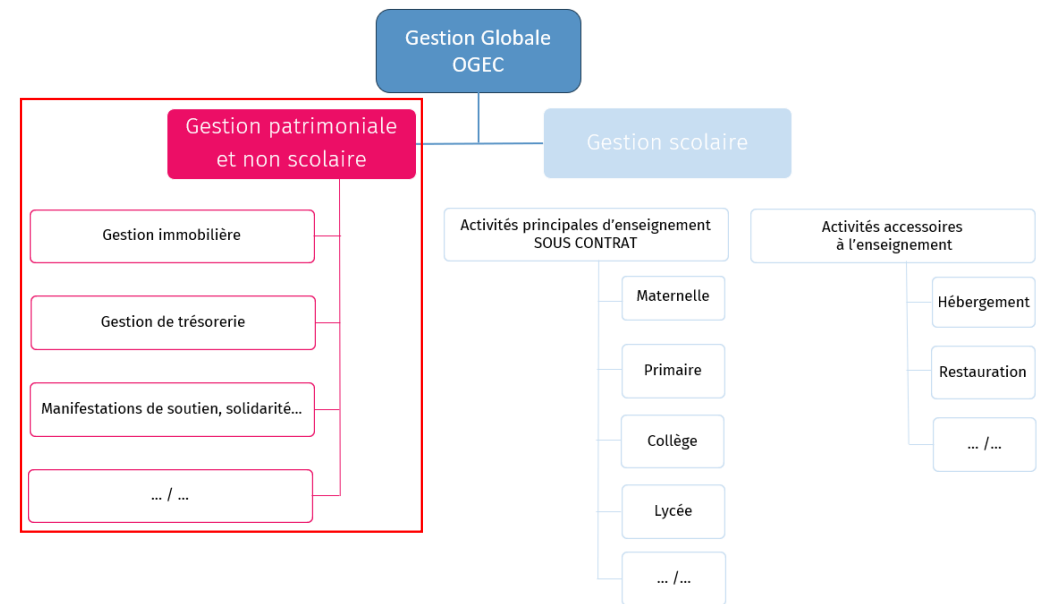 Gestion Globale
OGEC
Gestion patrimoniale
et non scolaire
Gestion scolaire
Gestion immobilière
Gestion de trésorerie
Manifestations de soutien, solidarité...
... / ...
Activités principales d'enseignement
SOUS CONTRAT
Maternelle
Primaire
Collège
Lycée
... /...
Activités accessoires
à l'enseignement
Hébergement
Restauration
... /...